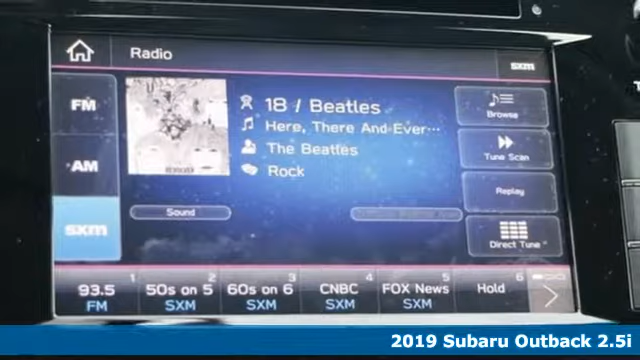 Radio
sxm
FM
AM
sxm
18 / Beatles
Here, There And Ever...
The Beatles
Rock
REVOLVER
Sound
Browse
Tune Scan
Replay
Direct Tune
1
93.5
FM
2
50s on 5
SXM
3
60s on 6
SXM
4
CNBC
SXM
5
FOX News
SXM
6
Hold
2019 Subaru Outback 2.5i